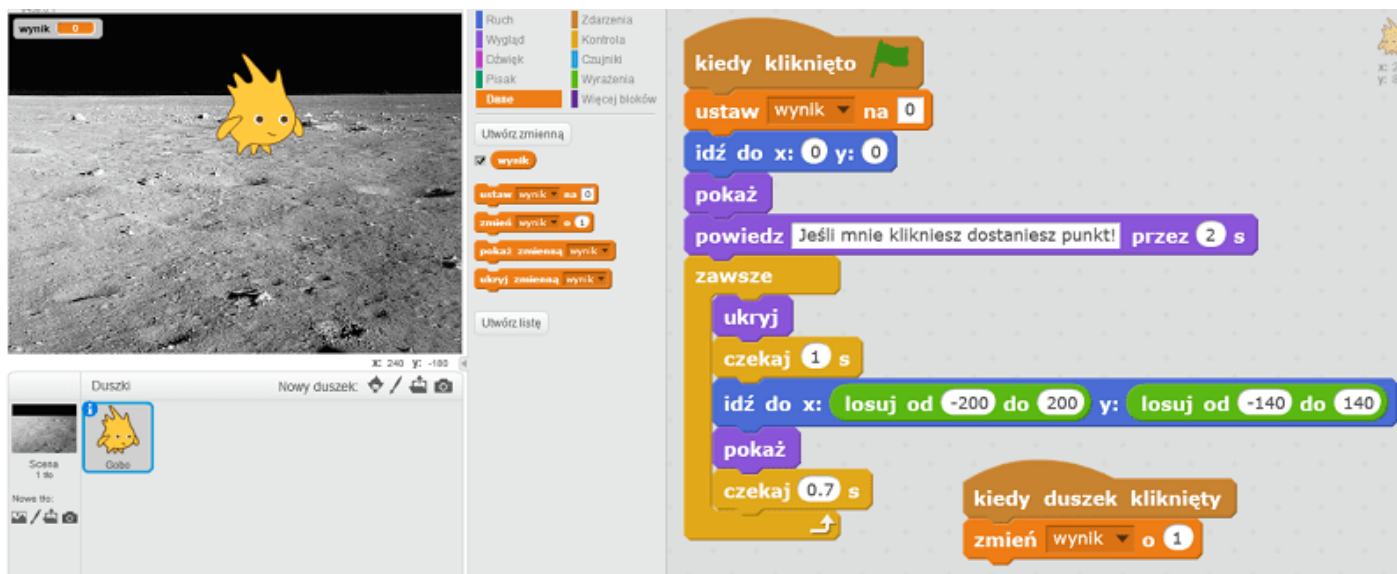 wynik 0
x: 240 y: -180
Duszki
Nowy duszek:
Scena
1 tło
Nowe tło:
Gobo
Ruch
Wygląd
Dźwięk
Pisak
Dane
Zdarzenia
Kontrola
Czujniki
Wyrażenia
Więcej bloków
Utwórz zmienną
wynik
ustaw wynik na 0
zmień wynik o 1
pokaż zmienną wynik
ukryj zmienną wynik
Utwórz listę
kiedy kliknięto
ustaw wynik na 0
idź do x: 0 y: 0
pokaż
powiedz Jeśli mnie klikniesz dostaniesz punkt! przez 2 s
zawsze
ukryj
czekaj 1 s
idź do x: losuj od -200 do 200 y: losuj od -140 do 140
pokaż
czekaj 0.7 s
kiedy duszek kliknięty
zmień wynik o 1